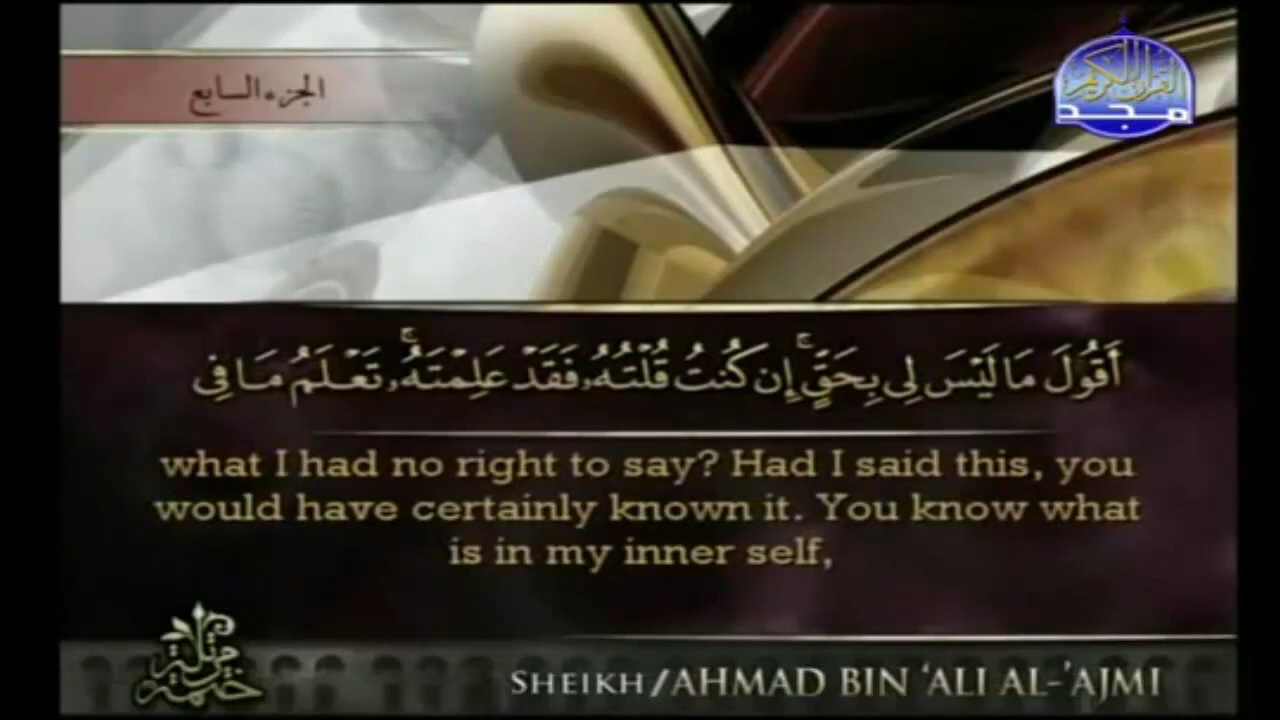 الجزء السابع
القرآن الكريم
مجد
أَقُولَ مَا لَيْسَ لِي بِحَقٍّ ۚ إِن كُنتُ قُلْتُهُۥ فَقَدْ عَلِمْتَهُۥ ۚ تَعْلَمُ مَا فِي
what I had no right to say? Had I said this, you
would have certainly known it. You know what
is in my inner self,
ختمة مرتلة
SHEIKH/AHMAD BIN ‘ALI AL-’AJMI